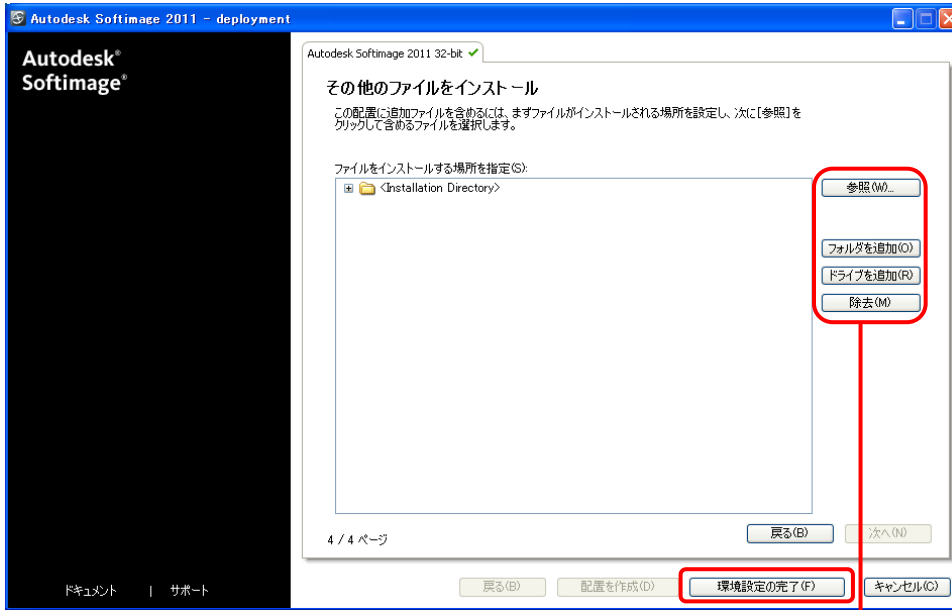 Autodesk Softimage 2011 - deployment
Autodesk®
Softimage®
Autodesk Softimage 2011 32-bit
その他のファイルをインストール
この配置に追加ファイルを含めるには、まずファイルがインストールされる場所を設定し、次に[参照]を
クリックして含めるファイルを選択します。
ファイルをインストールする場所を指定(S):
<Installation Directory>
参照(W)...
フォルダを追加(O)
ドライブを追加(R)
除去(M)
4 / 4 ページ
戻る(B)
次へ(N)
ドキュメント | サポート
戻る(B)
配置を作成(D)
環境設定の完了(F)
キャンセル(C)